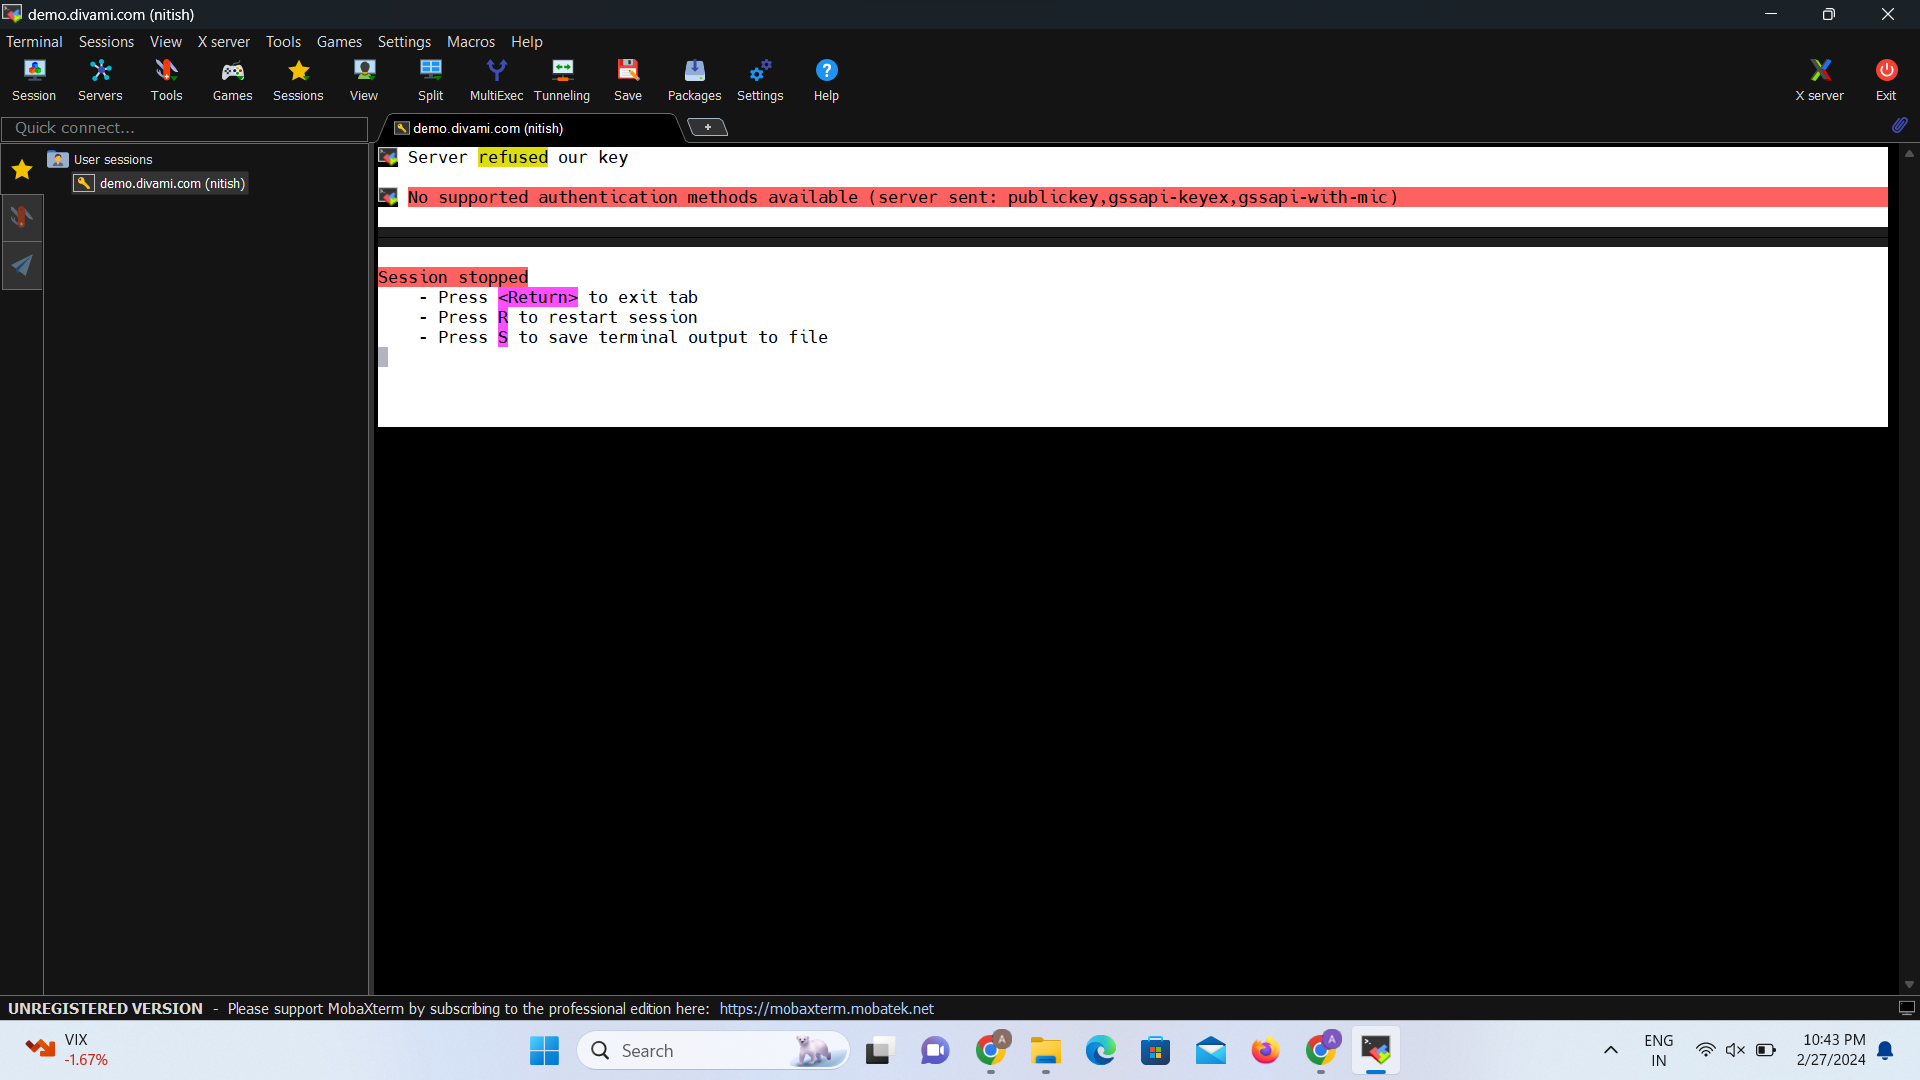 demo.divami.com (nitish)
Terminal Sessions View X server Tools Games Settings Macros Help
Session Servers Tools Games Sessions View Split MultiExec Tunneling Save Packages Settings Help X server Exit
Quick connect...
demo.divami.com (nitish)
User sessions
demo.divami.com (nitish)
Server refused our key
No supported authentication methods available (server sent: publickey,gssapi-keyex,gssapi-with-mic)
Session stopped
- Press <Return> to exit tab
- Press R to restart session
- Press S to save terminal output to file
UNREGISTERED VERSION - Please support MobaXterm by subscribing to the professional edition here: https://mobaxterm.mobatek.net
VIX
-1.67%
Search
A
A
ENG
IN
10:43 PM
2/27/2024